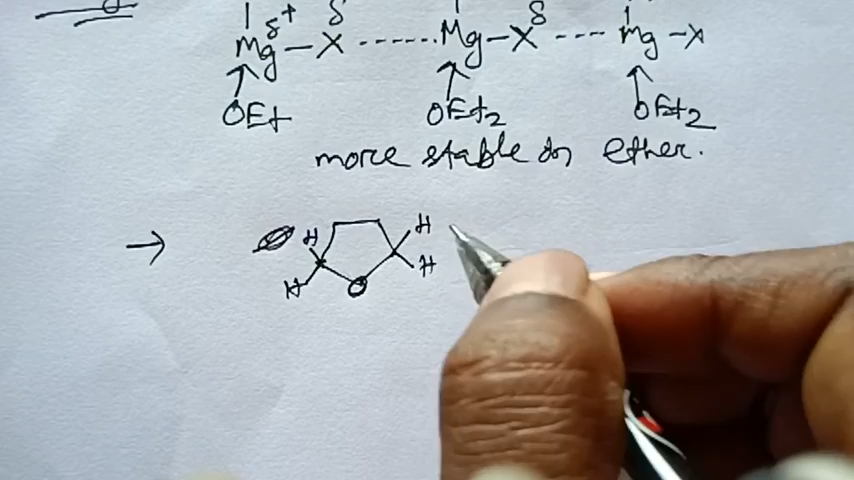 δ+ δ δ
Mg—X ------ Mg—X ---- Mg—X
OEt OEt2 OEt2
more stable in ether.
→ H H
H O H